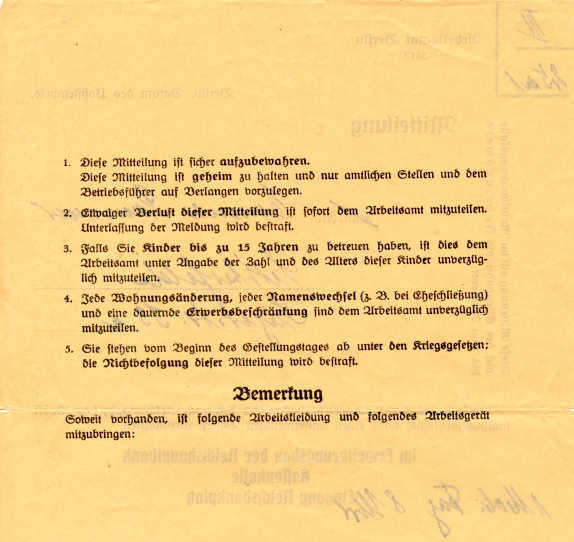 1. Diese Mitteilung ist sicher aufzubewahren.
Diese Mitteilung ist geheim zu halten und nur amtlichen Stellen und dem
Betriebsführer auf Verlangen vorzulegen.
2. Etwaiger Verlust dieser Mitteilung ist sofort dem Arbeitsamt mitzuteilen.
Unterlassung der Meldung wird bestraft.
3. Falls Sie Kinder bis zu 15 Jahren zu betreuen haben, ist dies dem
Arbeitsamt unter Angabe der Zahl und des Alters dieser Kinder unverzüg-
lich mitzuteilen.
4. Jede Wohnungsänderung, jeder Namenswechsel (z. B. bei Eheschließung)
und eine dauernde Erwerbsbeschränkung sind dem Arbeitsamt unverzüglich
mitzuteilen.
5. Sie stehen vom Beginn des Gestellungstages ab unter den Kriegsgesetzen;
die Nichtbefolgung dieser Mitteilung wird bestraft.
Bemerkung
Soweit vorhanden, ist folgende Arbeitskleidung und folgendes Arbeitsgerät
mitzubringen: